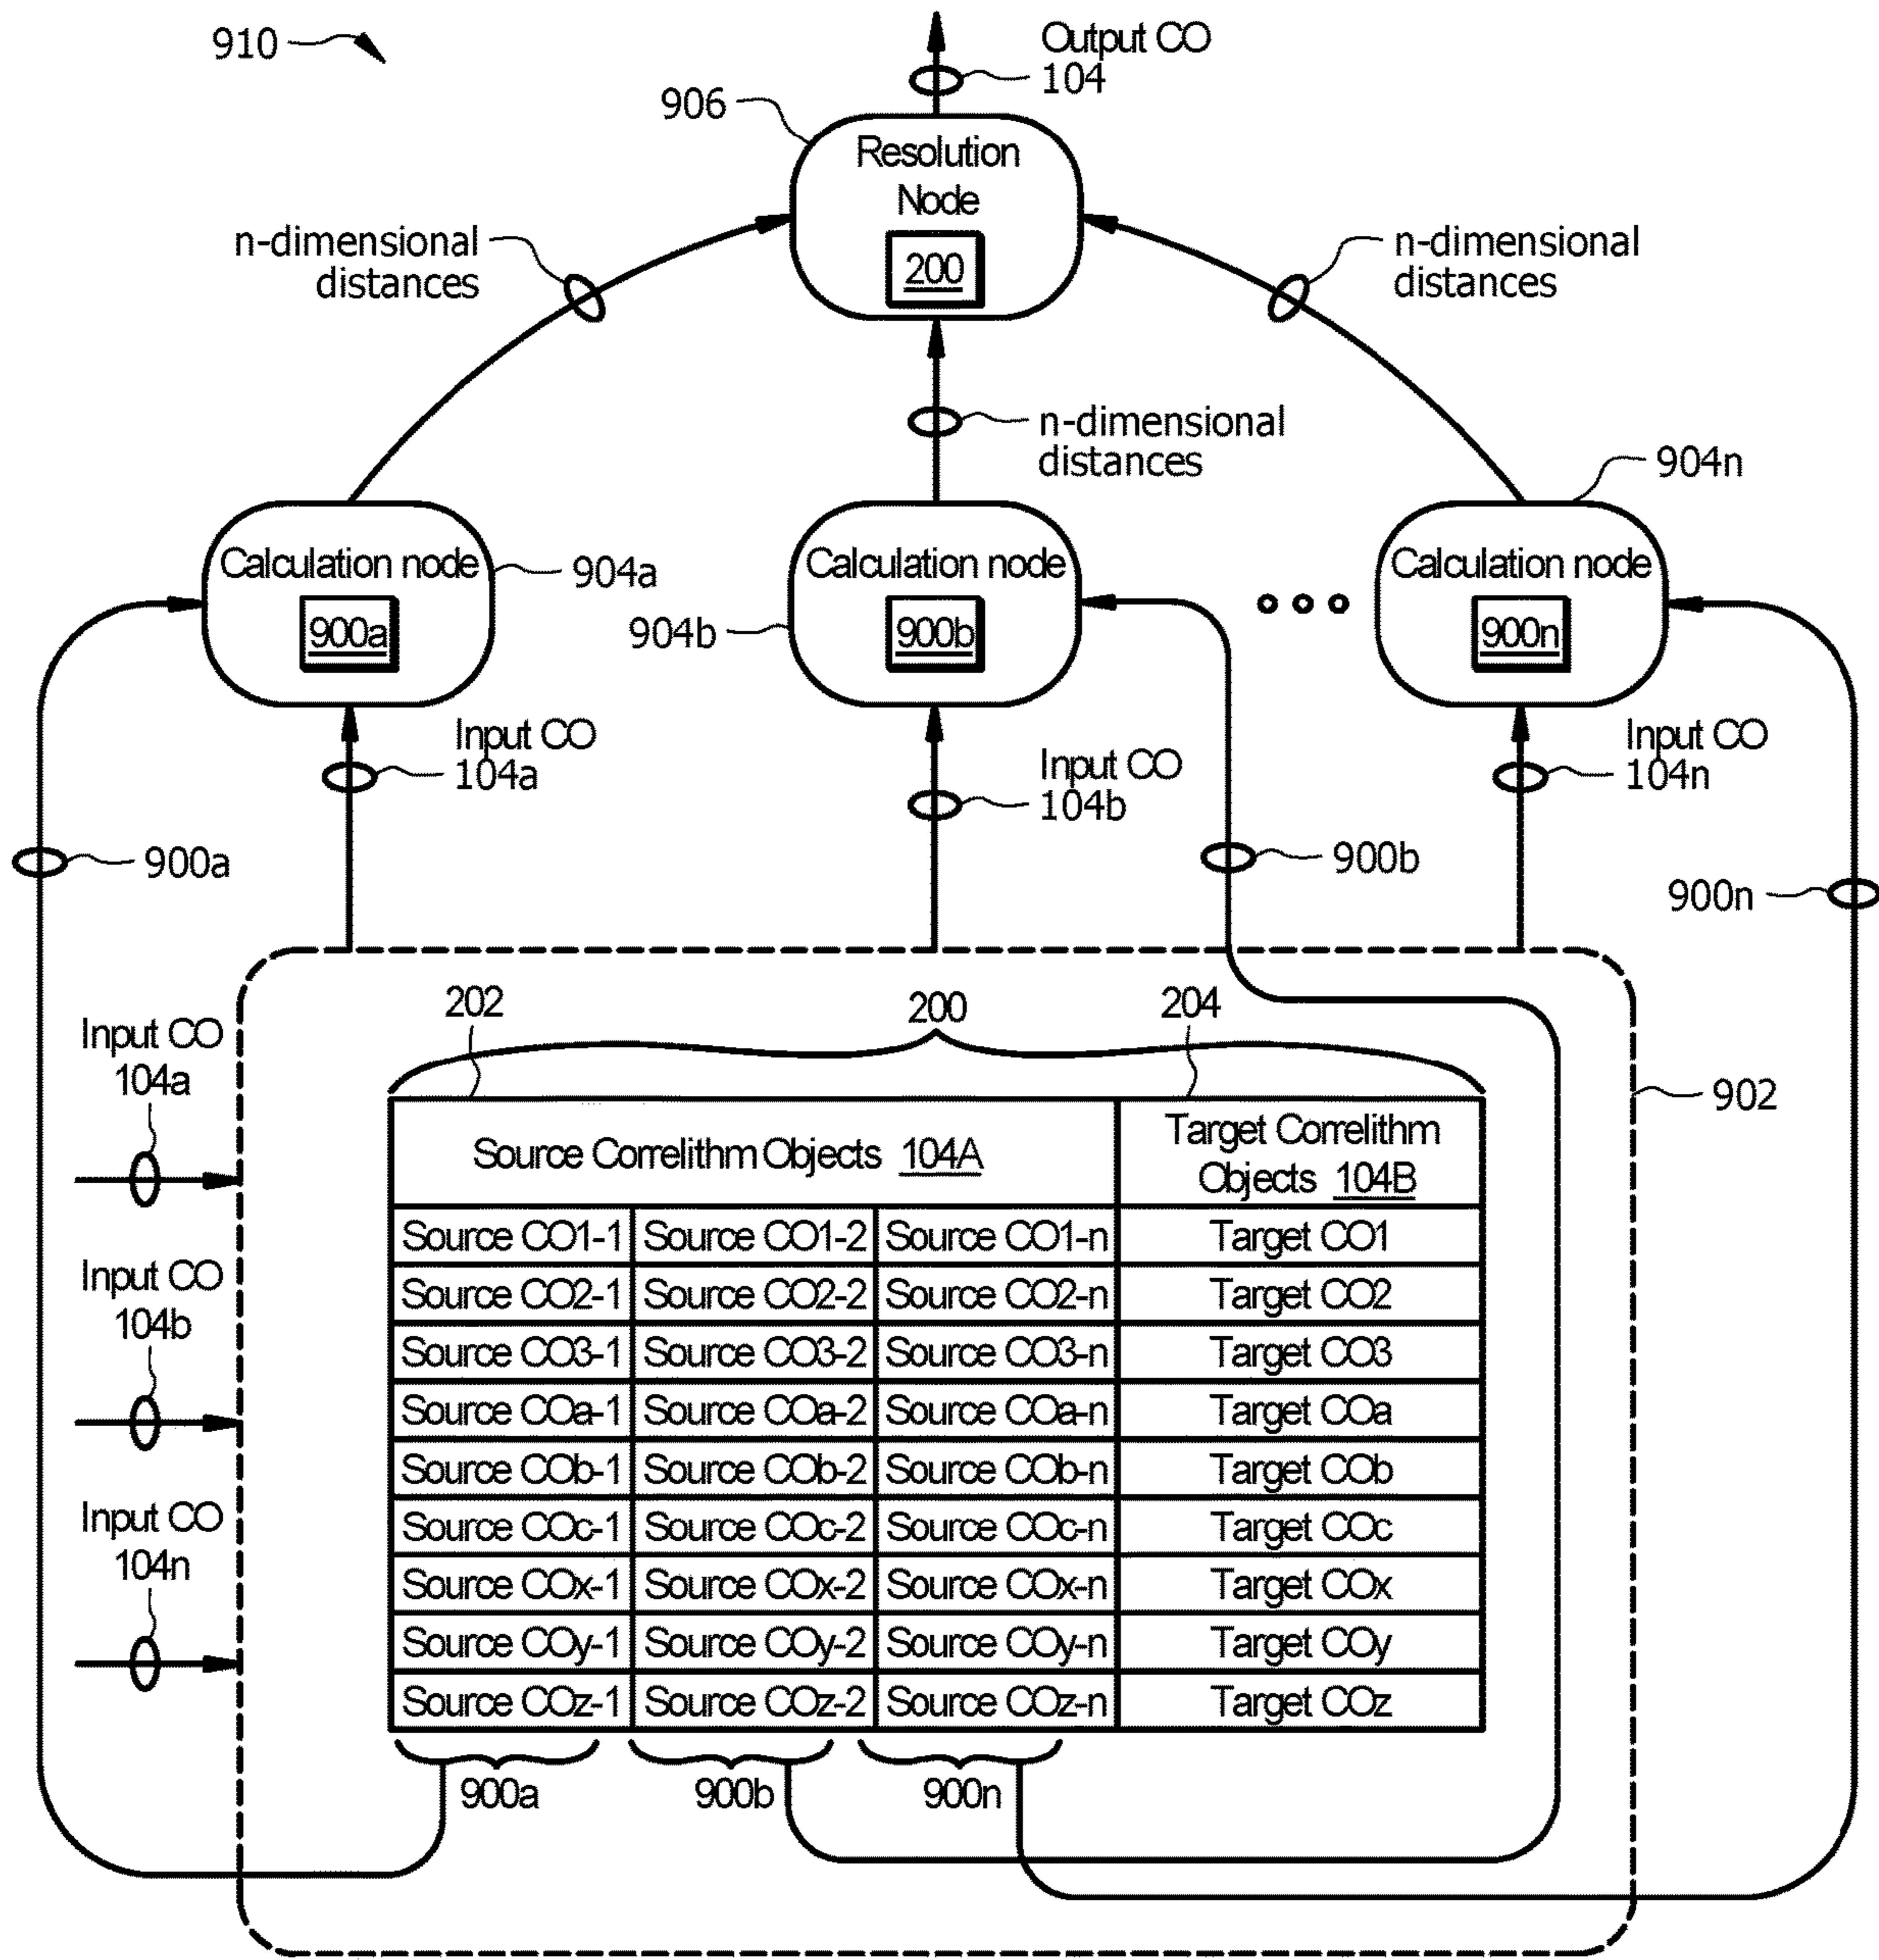 910
Output CO
104
906
Resolution
Node
200
n-dimensional
distances
n-dimensional
distances
n-dimensional
distances
904n
Calculation node
900a
904a
Calculation node
900b
904b
Calculation node
900n
Input CO
104a
Input CO
104b
Input CO
104n
900a
900b
900n
202
200
204
902
Input CO
104a
Input CO
104b
Input CO
104n
Source Correlithm Objects 104A
Target Correlithm
Objects 104B
Source CO1-1 Source CO1-2 Source CO1-n Target CO1
Source CO2-1 Source CO2-2 Source CO2-n Target CO2
Source CO3-1 Source CO3-2 Source CO3-n Target CO3
Source COa-1 Source COa-2 Source COa-n Target COa
Source COb-1 Source COb-2 Source COb-n Target COb
Source COc-1 Source COc-2 Source COc-n Target COc
Source COx-1 Source COx-2 Source COx-n Target COx
Source COy-1 Source COy-2 Source COy-n Target COy
Source COz-1 Source COz-2 Source COz-n Target COz
900a 900b 900n